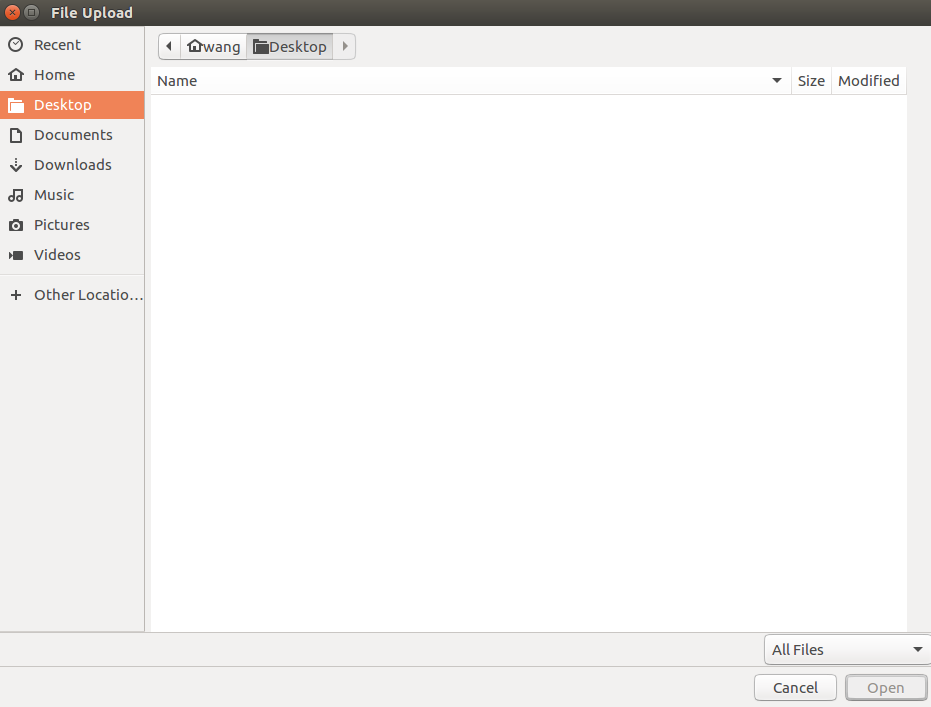 File Upload
Recent
Home
Desktop
Documents
Downloads
Music
Pictures
Videos
Other Locatio...
wang Desktop
Name Size Modified
All Files
Cancel Open